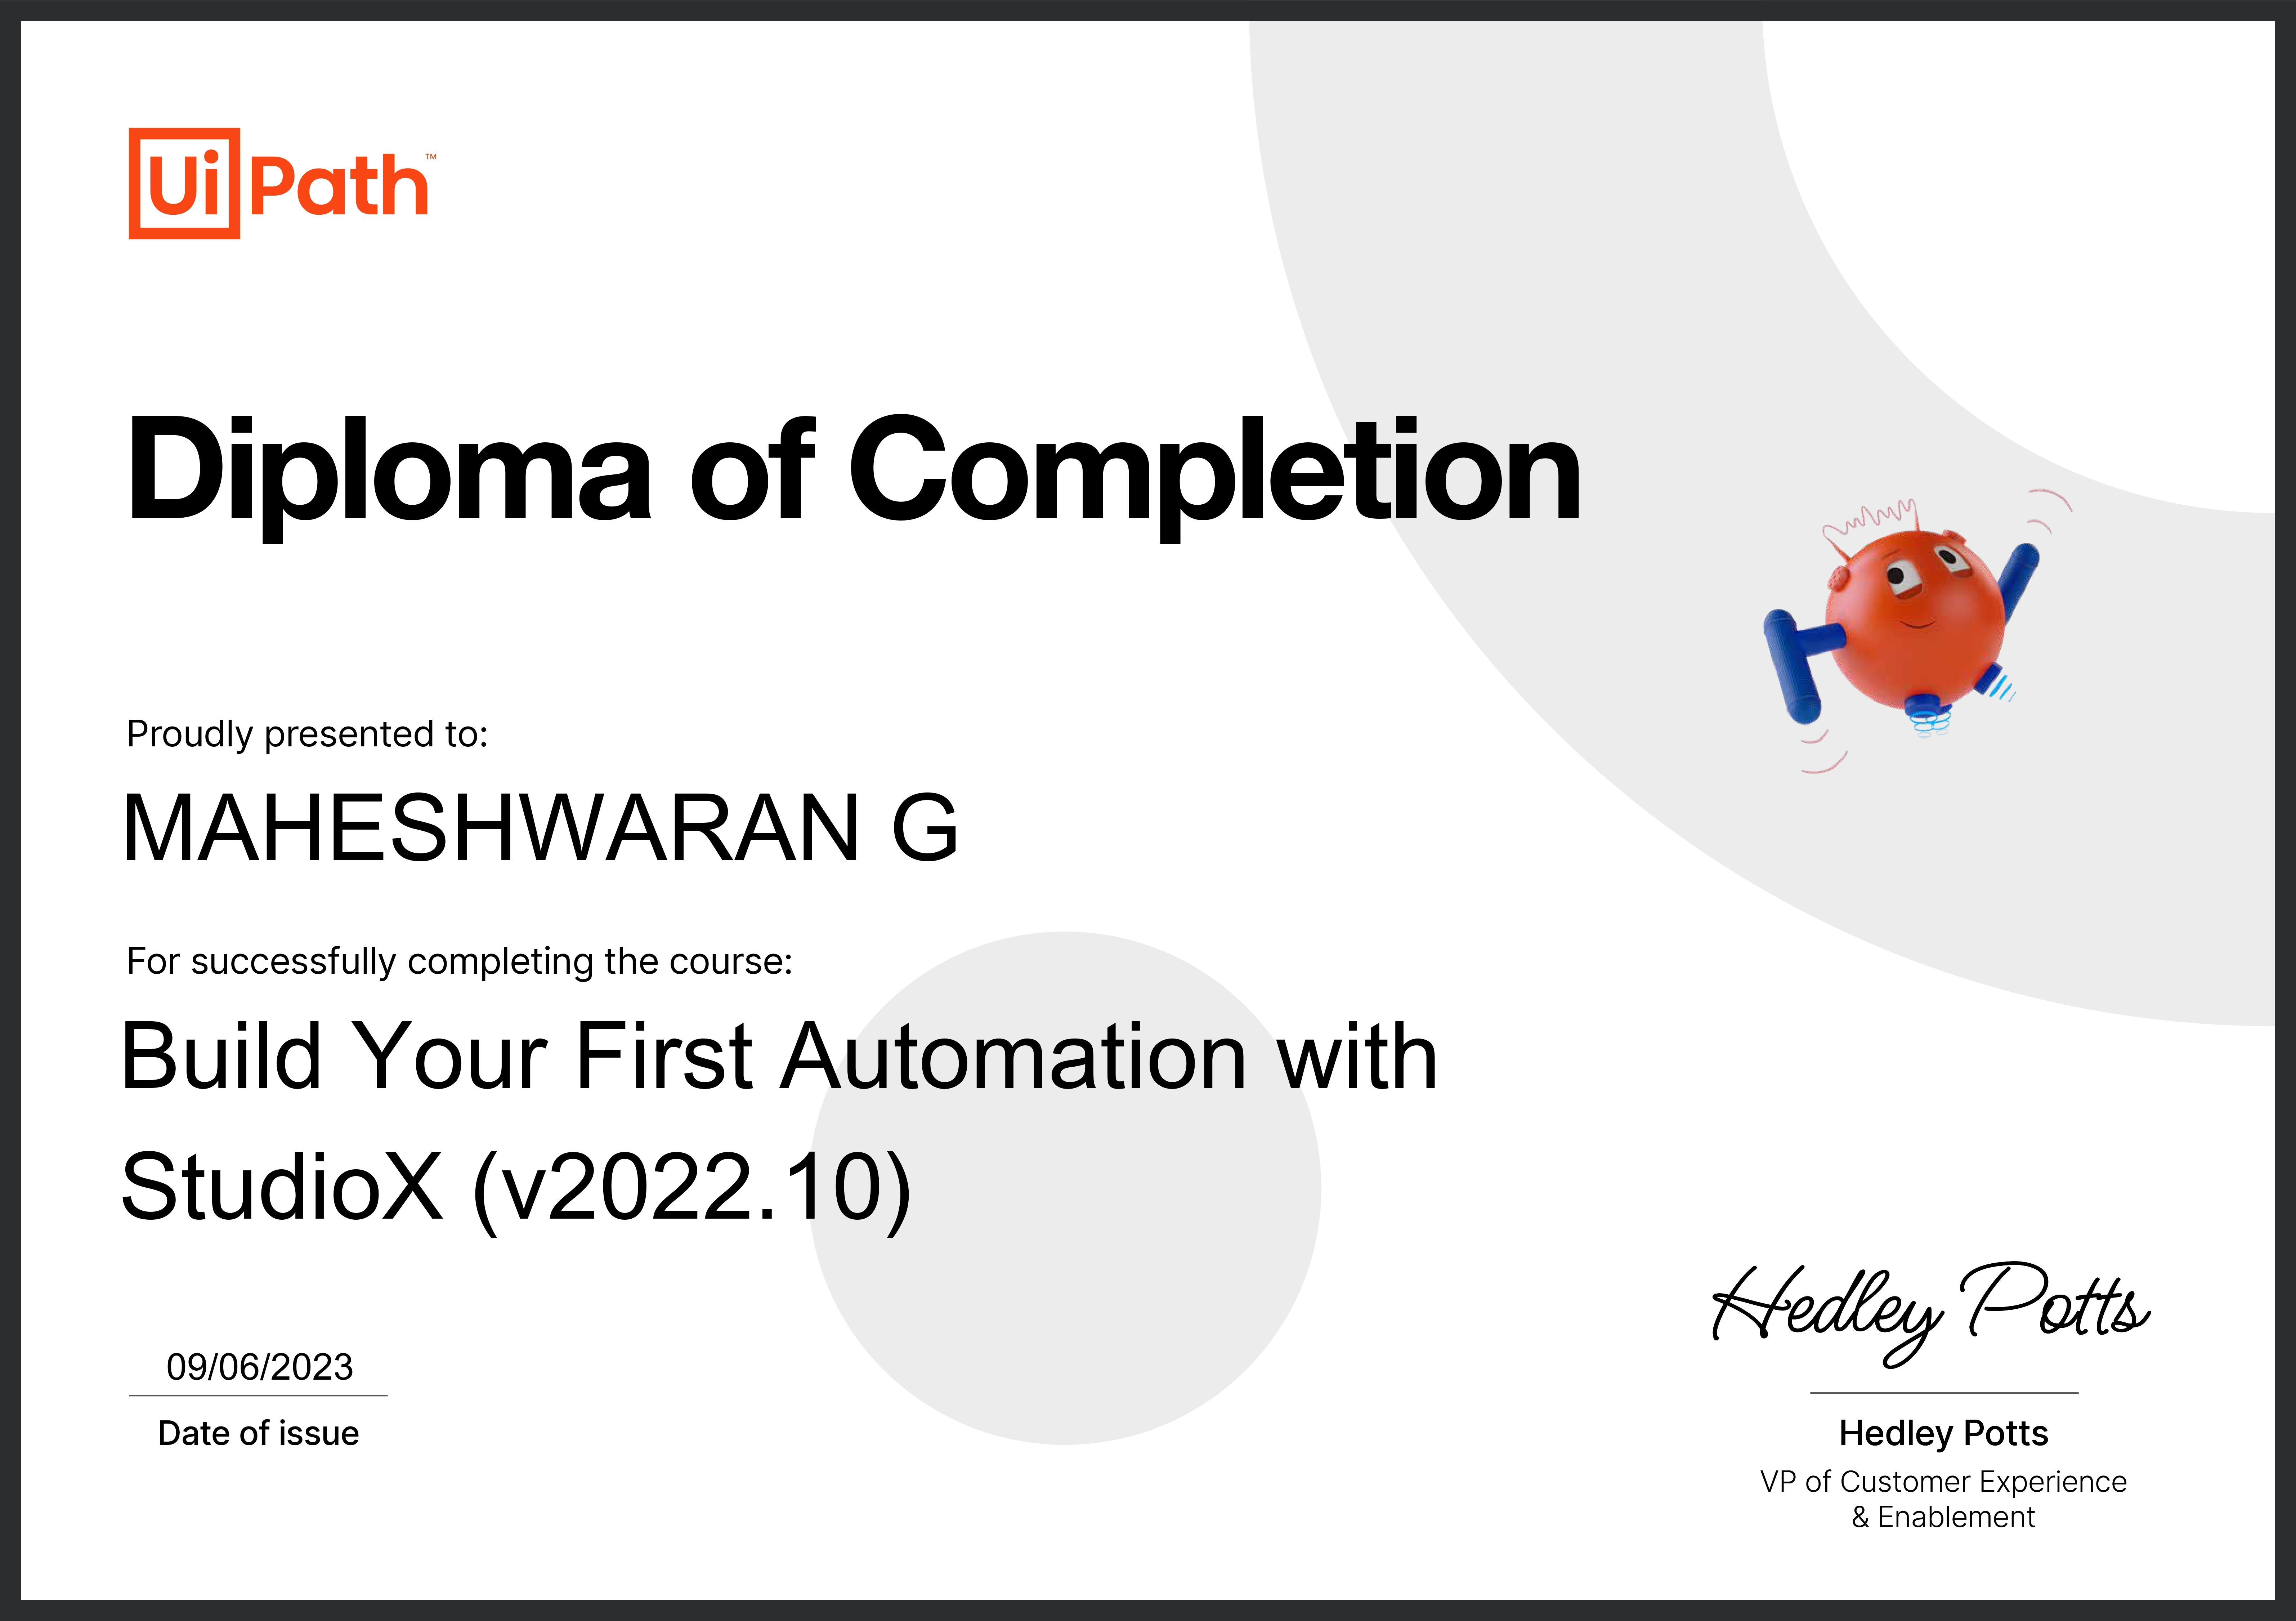 UiPath™
Diploma of Completion
Proudly presented to:
MAHESHWARAN G
For successfully completing the course:
Build Your First Automation with
StudioX (v2022.10)
Hedley Potts
09/06/2023
Date of issue
Hedley Potts
VP of Customer Experience
& Enablement